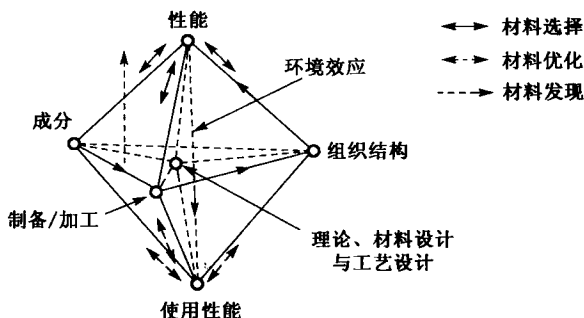 性能
材料选择
材料优化
材料发现
环境效应
成分
组织结构
制备/加工
理论、材料设计
与工艺设计
使用性能